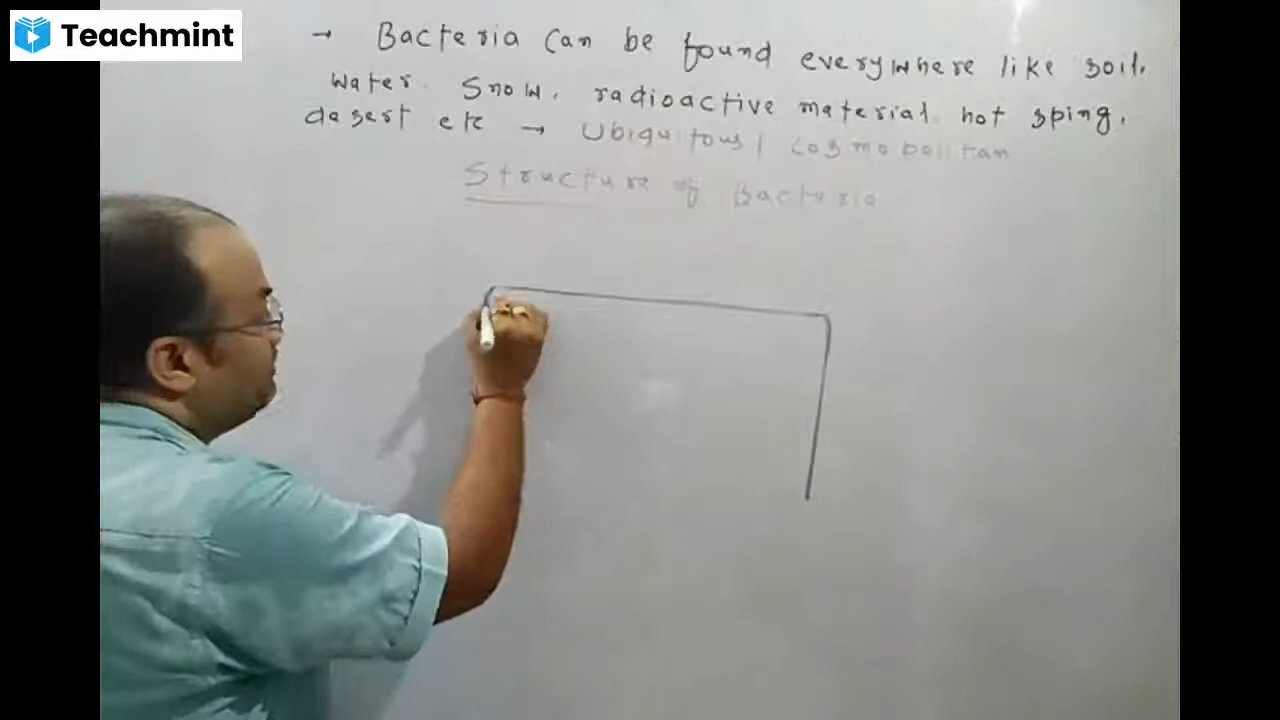 Teachmint
→ Bacteria can be found everywhere like soil,
water, snow, radioactive material, hot sping,
desert etc → Ubiquitous / cosmopolitan
Structure of Bacteria